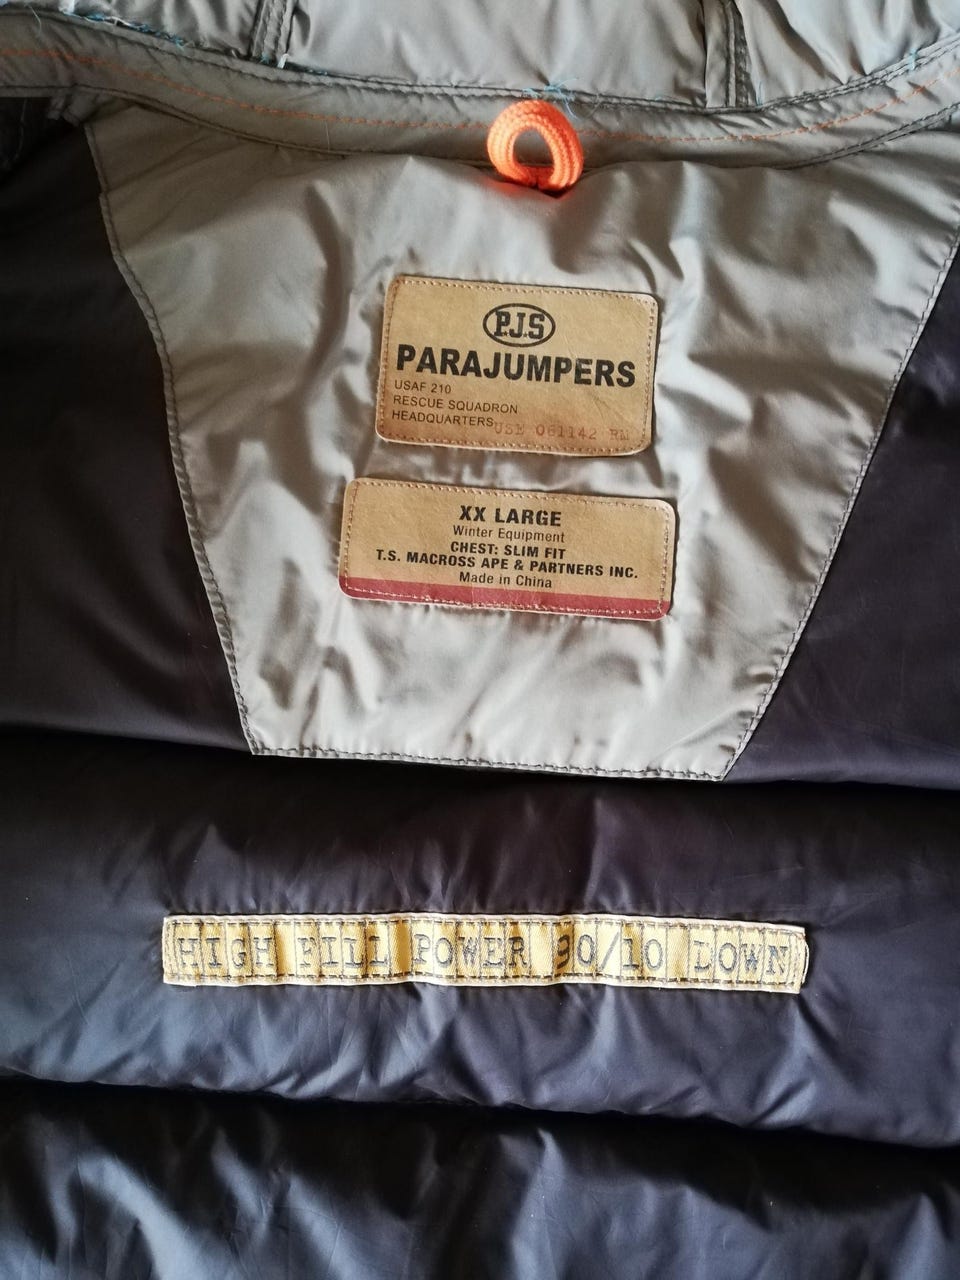 P.J.S
PARAJUMPERS
USAF 210
RESCUE SQUADRON
HEADQUARTERS
USE 061142 RM
XX LARGE
Winter Equipment
CHEST: SLIM FIT
T.S. MACROSS APE & PARTNERS INC.
Made in China
HIGH FILL POWER 90/10 DOWN